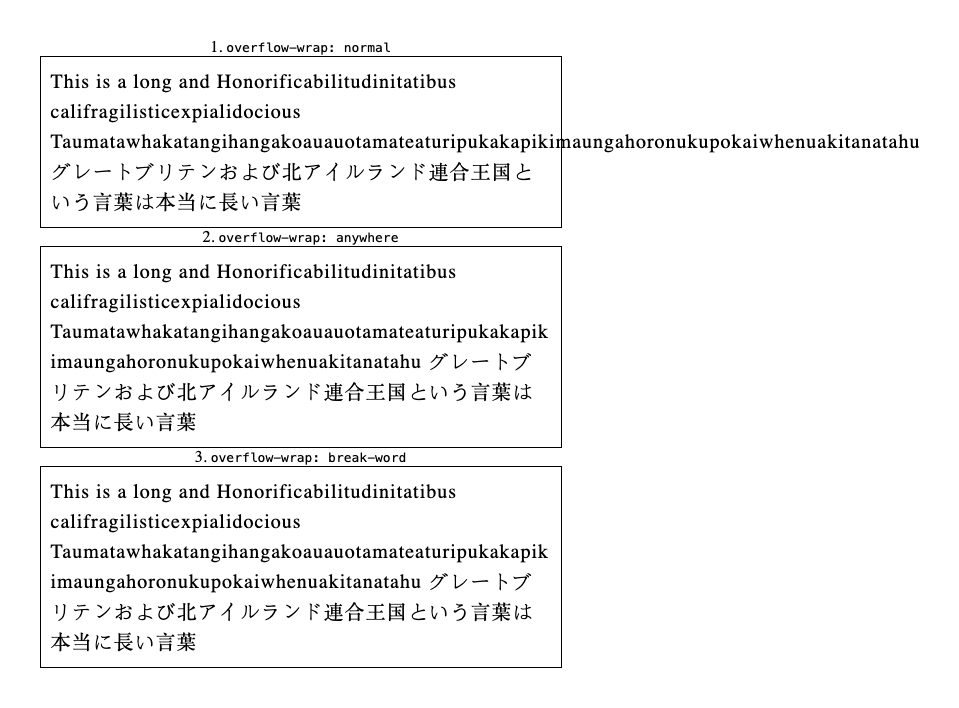 1. overflow-wrap: normal
This is a long and Honorificabilitudinitatibus
califragilisticexpialidocious
Taumatawhakatangihangakoauauotamateaturipukakapikimaungahoronukupokaiwhenuakitanatahu
グレートブリテンおよび北アイルランド連合王国と
いう言葉は本当に長い言葉
2. overflow-wrap: anywhere
This is a long and Honorificabilitudinitatibus
califragilisticexpialidocious
Taumatawhakatangihangakoauauotamateaturipukakapik
imaungahoronukupokaiwhenuakitanatahu グレートブ
リテンおよび北アイルランド連合王国という言葉は
本当に長い言葉
3. overflow-wrap: break-word
This is a long and Honorificabilitudinitatibus
califragilisticexpialidocious
Taumatawhakatangihangakoauauotamateaturipukakapik
imaungahoronukupokaiwhenuakitanatahu グレートブ
リテンおよび北アイルランド連合王国という言葉は
本当に長い言葉